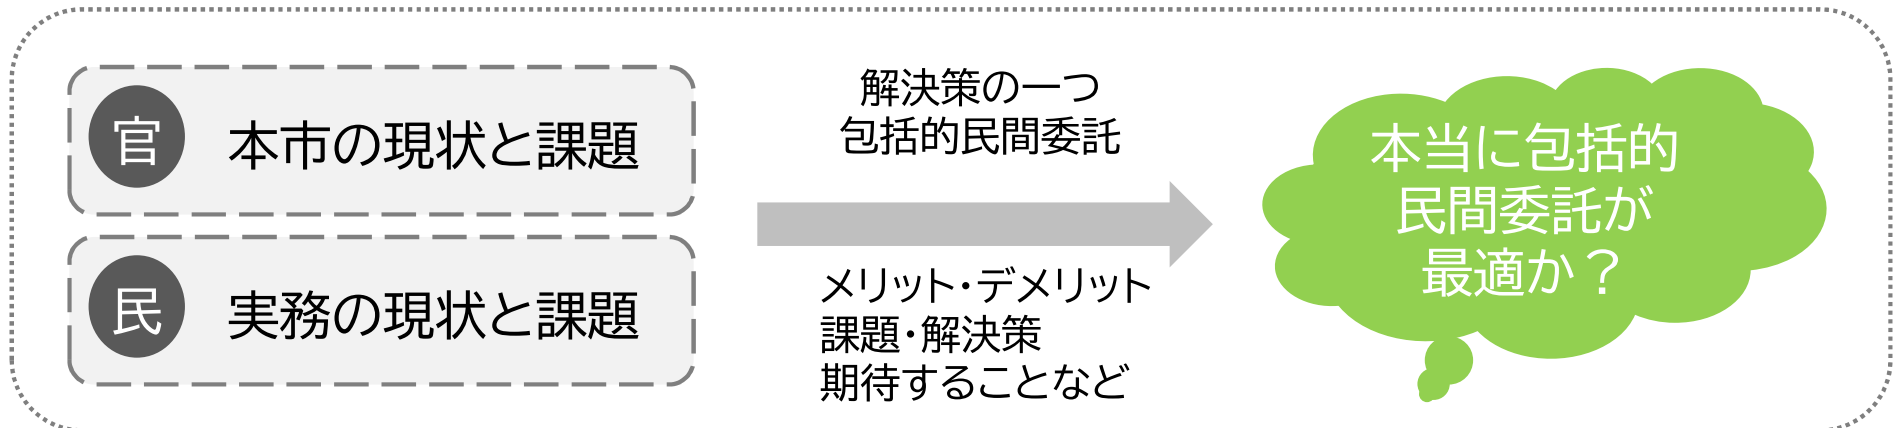 官 本市の現状と課題
民 実務の現状と課題
解決策の一つ
包括的民間委託
メリット・デメリット
課題・解決策
期待することなど
本当に包括的
民間委託が
最適か？